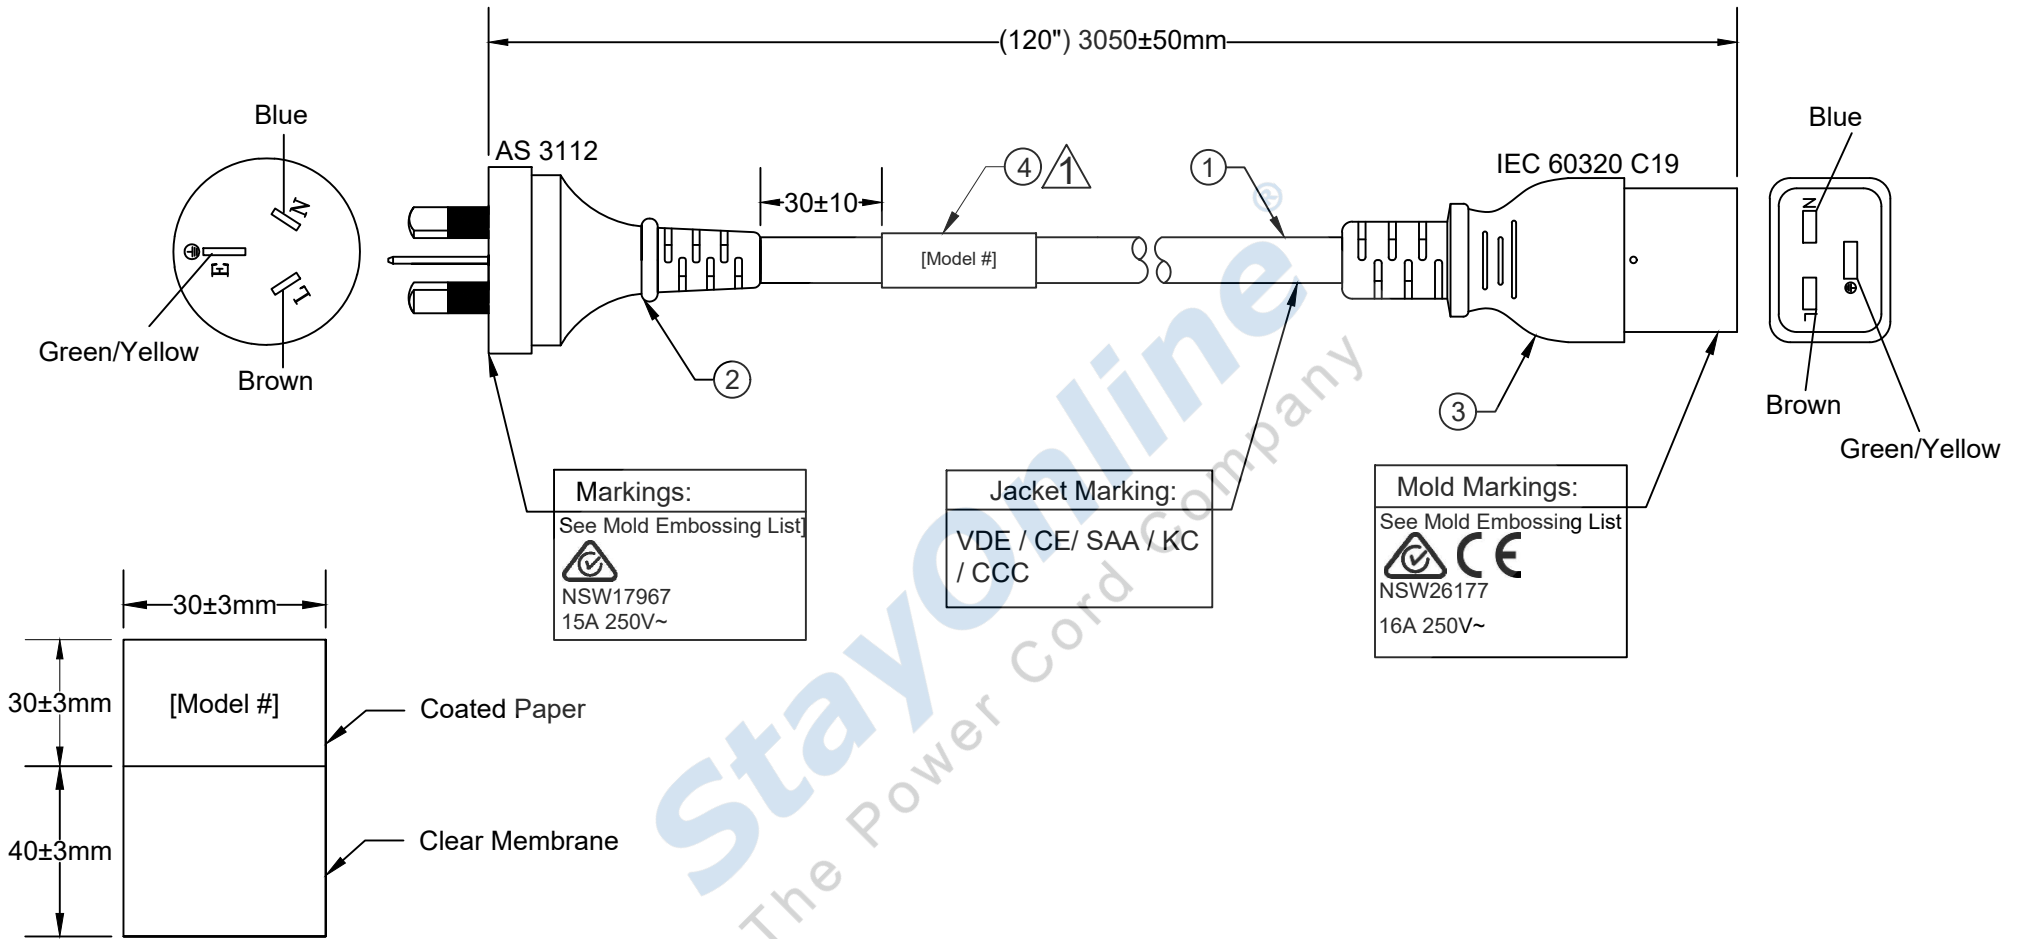 (120") 3050±50mm
Blue
AS 3112
4
1
1
IEC 60320 C19
Blue
30±10
N
E
L
[Model #]
N
L
Green/Yellow
Brown
2
3
Brown
Green/Yellow
Markings:
See Mold Embossing List]
NSW17967
15A 250V~
Jacket Marking:
VDE / CE/ SAA / KC
/ CCC
Mold Markings:
See Mold Embossing List
CE
NSW26177
16A 250V~
30±3mm
30±3mm
[Model #]
Coated Paper
40±3mm
Clear Membrane
StayOnline®
The Power Cord Company